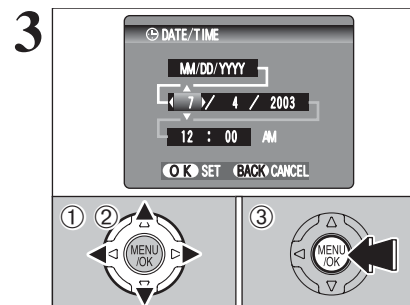 3
DATE/TIME
MM/DD/YYYY
7 / 4 / 2003
12 : 00 AM
OK SET BACK CANCEL
① ② ③
MENU /OK MENU /OK